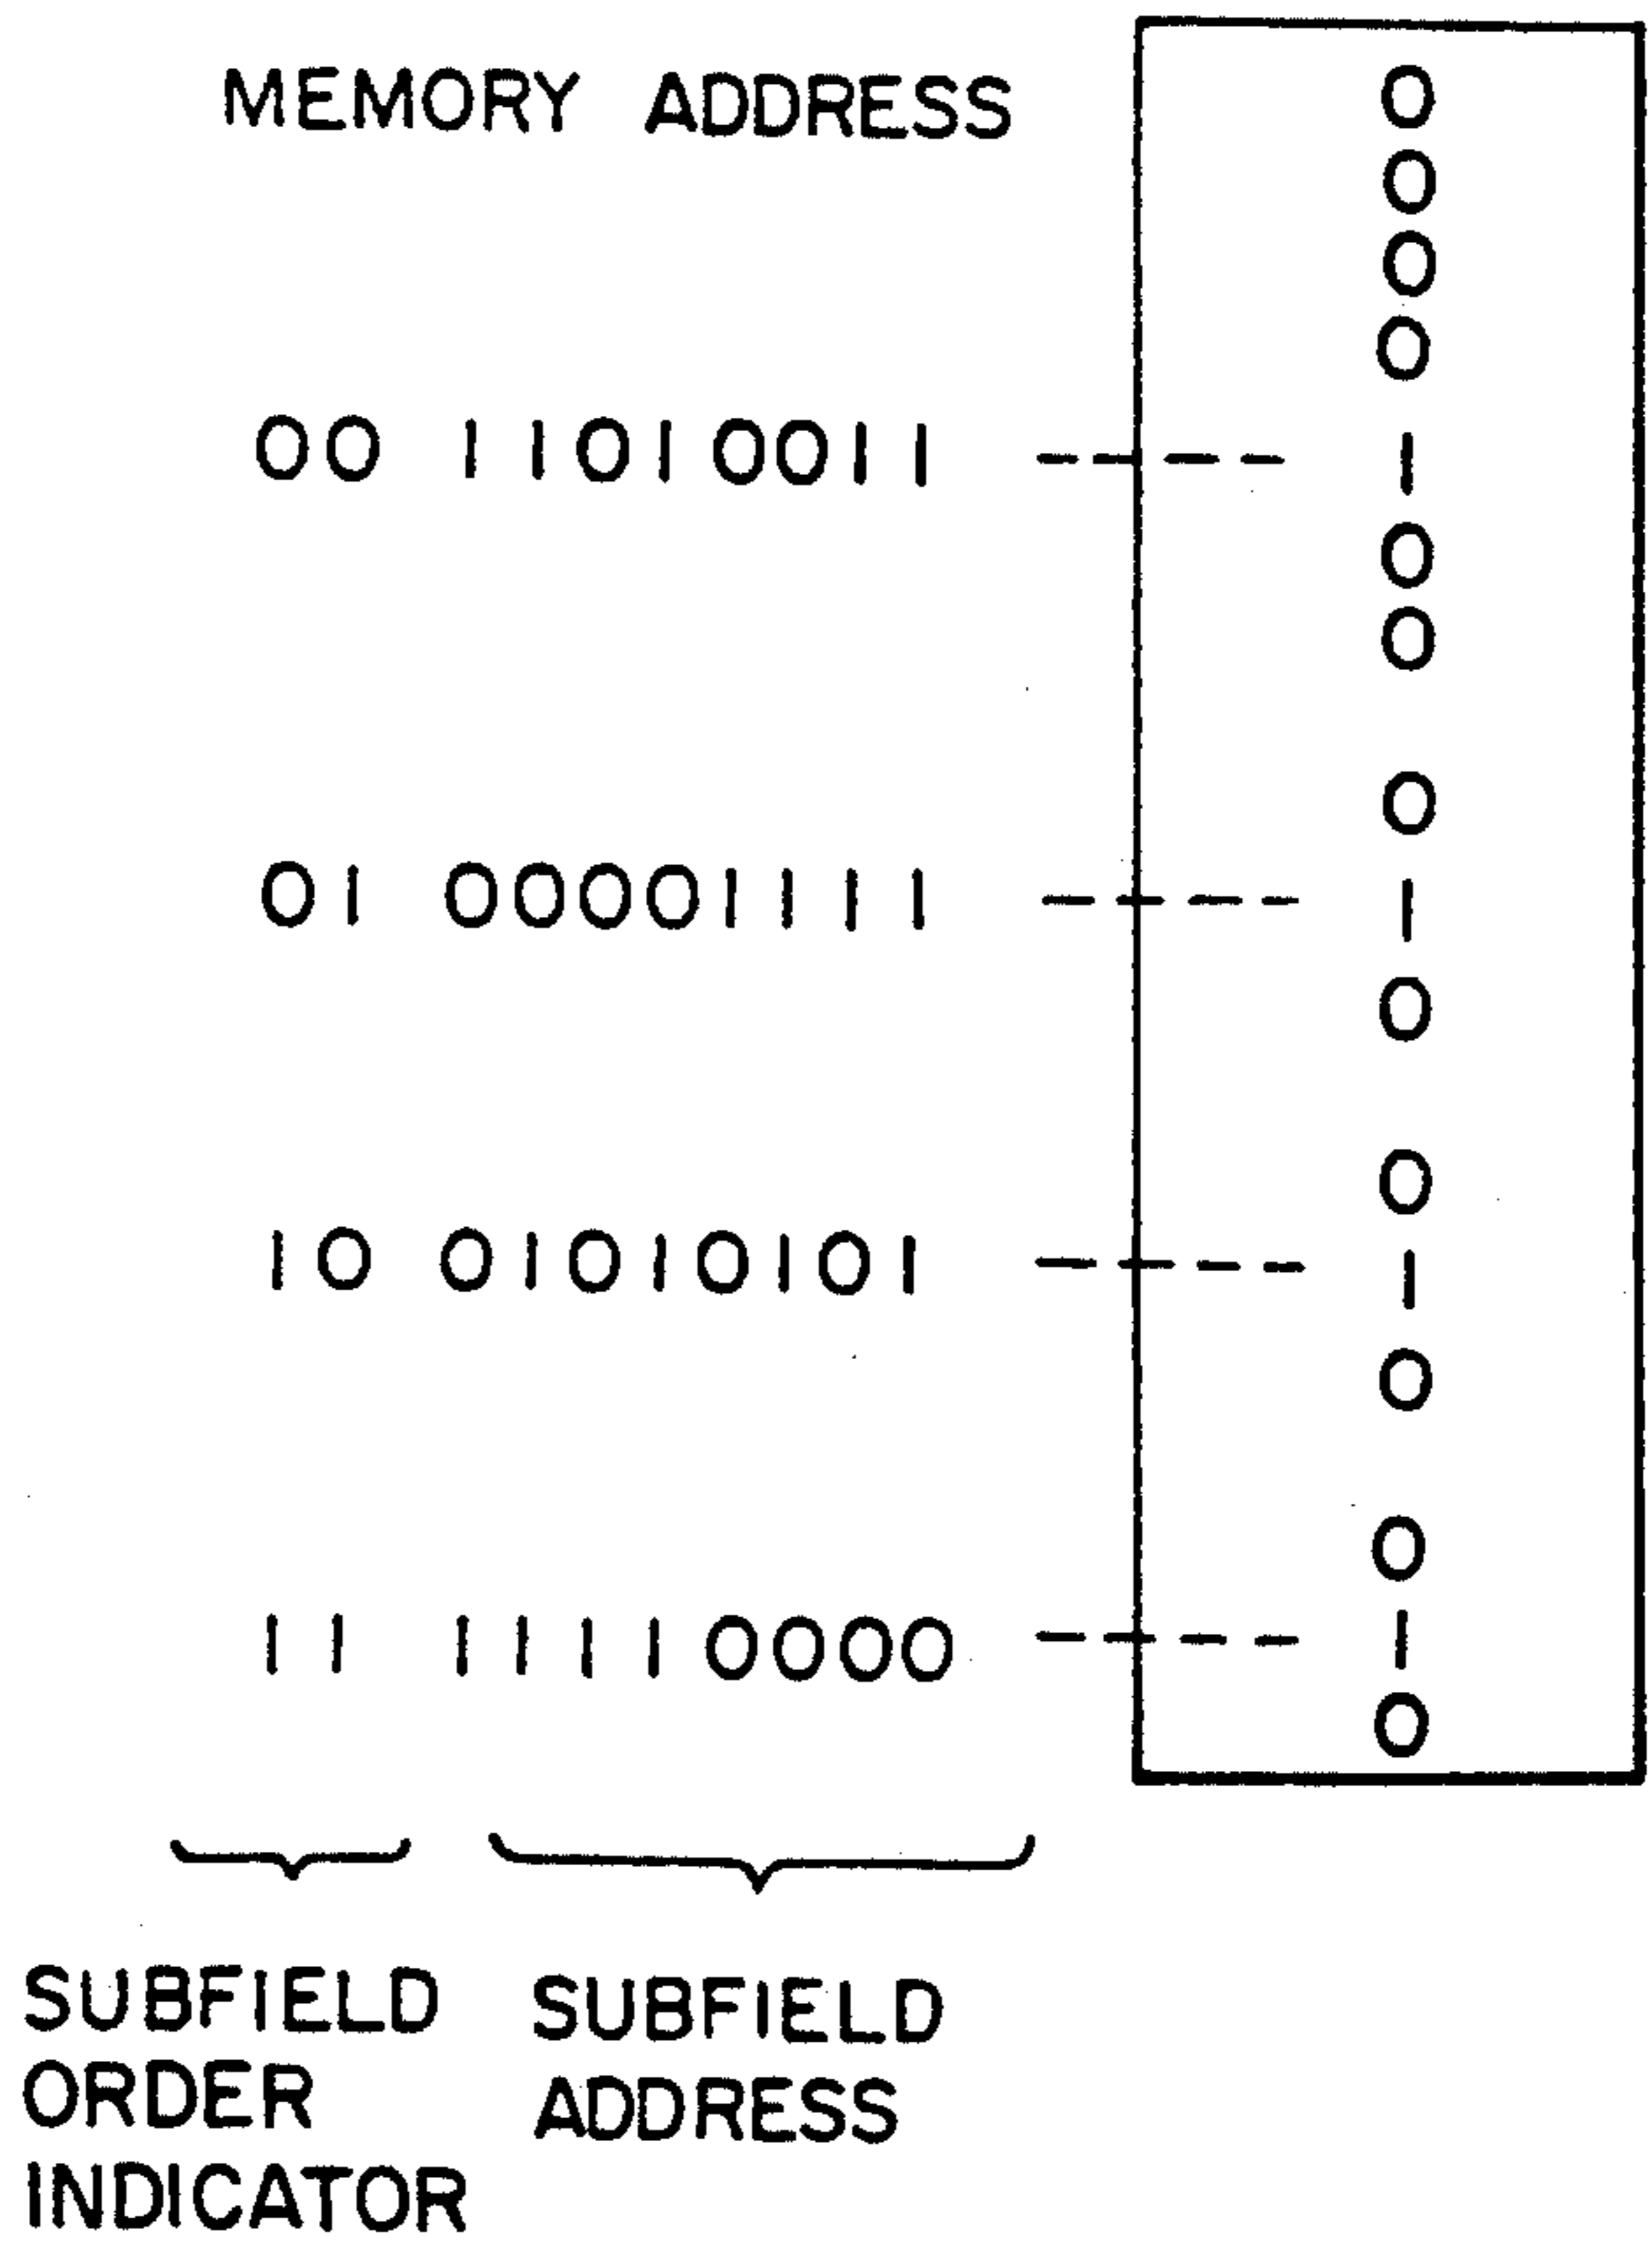 MEMORY ADDRESS
0
0
0
0
00 11010011 1
0
0
0
01 00001111 1
0
0
10 01010101 1
0
0
11 11110000 1
0
SUBFIELD ORDER INDICATOR
SUBFIELD ADDRESS